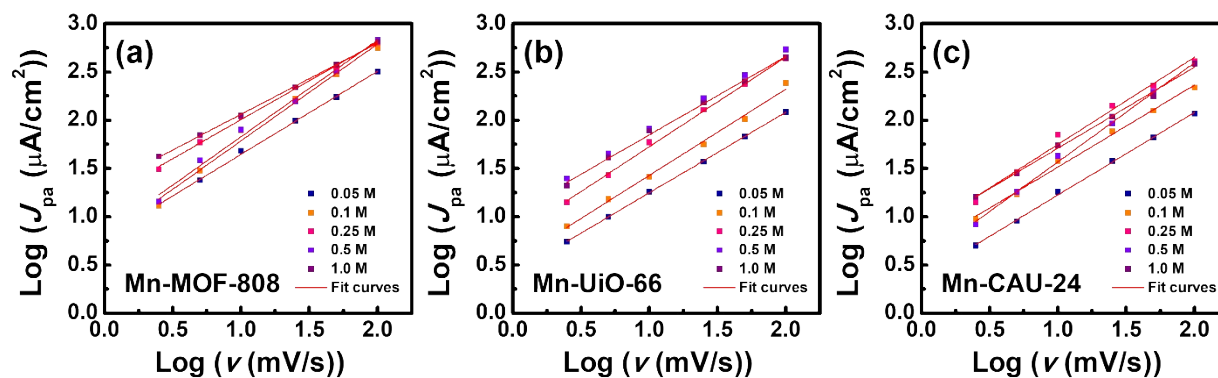 (a)
Log (J_pa (μA/cm²))
3.0
2.5
2.0
1.5
1.0
0.5
0.0
0.05 M
0.1 M
0.25 M
0.5 M
1.0 M
Fit curves
Mn-MOF-808
0.0 0.5 1.0 1.5 2.0
Log (v (mV/s))
(b)
Log (J_pa (μA/cm²))
3.0
2.5
2.0
1.5
1.0
0.5
0.0
0.05 M
0.1 M
0.25 M
0.5 M
1.0 M
Fit curves
Mn-UiO-66
0.0 0.5 1.0 1.5 2.0
Log (v (mV/s))
(c)
Log (J_pa (μA/cm²))
3.0
2.5
2.0
1.5
1.0
0.5
0.0
0.05 M
0.1 M
0.25 M
0.5 M
1.0 M
Fit curves
Mn-CAU-24
0.0 0.5 1.0 1.5 2.0
Log (v (mV/s))